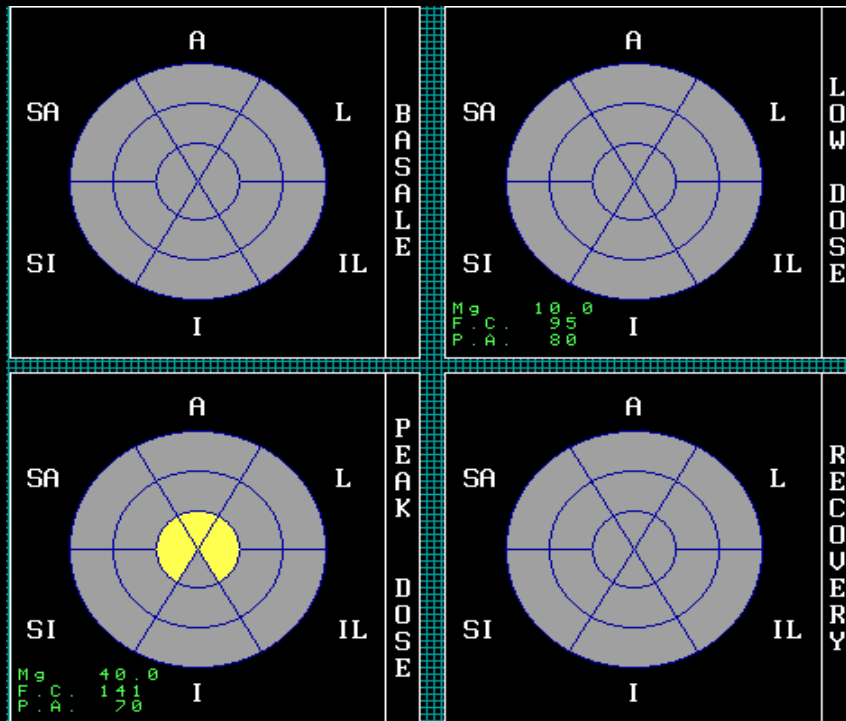 A
SA
L
SI
IL
I
BASALE
A
SA
L
SI
IL
Mg 10.0
F.C. 95
P.A. 80
I
LOW DOSE
A
SA
L
SI
IL
Mg 40.0
F.C. 141
P.A. 70
I
PEAK DOSE
A
SA
L
SI
IL
I
RECOVERY